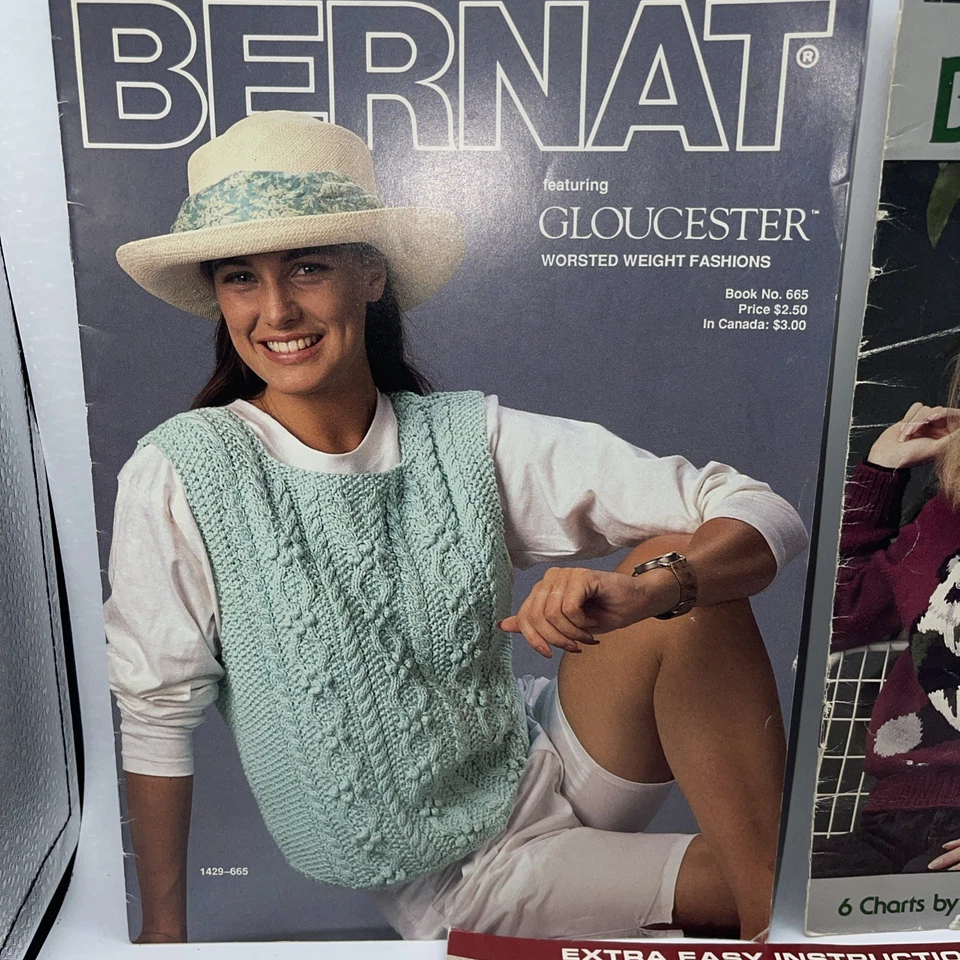 BERNAT®
featuring
GLOUCESTER™
WORSTED WEIGHT FASHIONS
Book No. 665
Price $2.50
In Canada: $3.00
1429–665
6 Charts by
EXTRA EASY